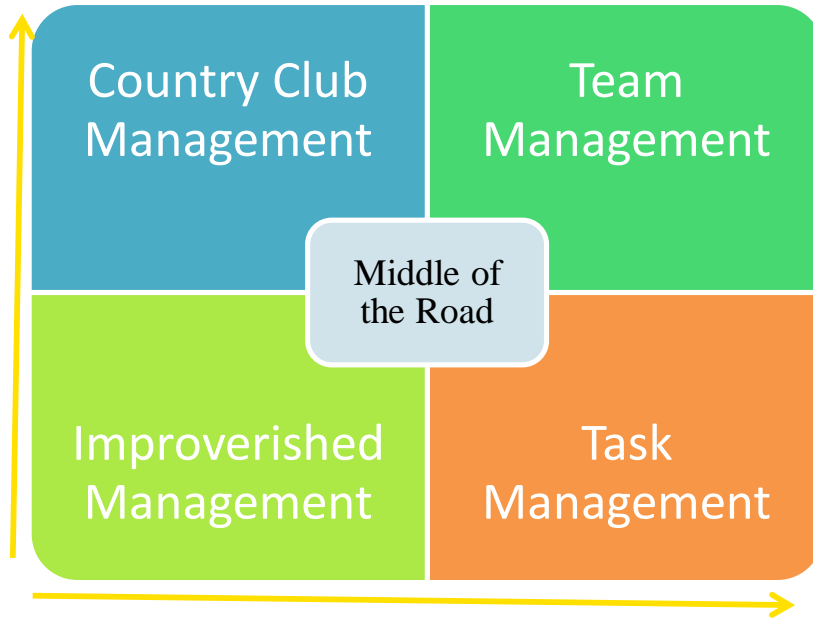 Country Club
Management
Team
Management
Middle of
the Road
Improverished
Management
Task
Management